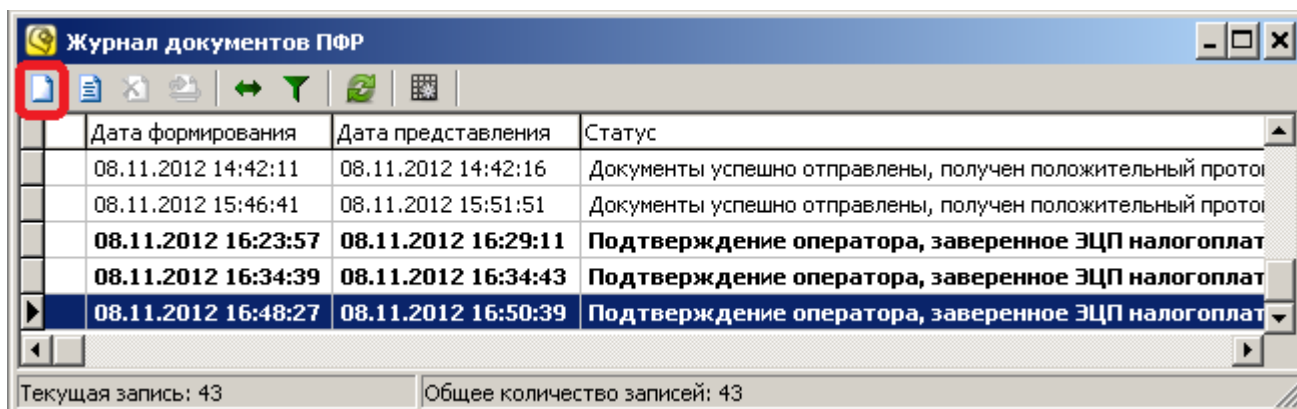 Журнал документов ПФР
Дата формирования Дата представления Статус
08.11.2012 14:42:11 08.11.2012 14:42:16 Документы успешно отправлены, получен положительный прото
08.11.2012 15:46:41 08.11.2012 15:51:51 Документы успешно отправлены, получен положительный прото
08.11.2012 16:23:57 08.11.2012 16:29:11 Подтверждение оператора, заверенное ЭЦП налогоплат
08.11.2012 16:34:39 08.11.2012 16:34:43 Подтверждение оператора, заверенное ЭЦП налогоплат
08.11.2012 16:48:27 08.11.2012 16:50:39 Подтверждение оператора, заверенное ЭЦП налогоплат
Текущая запись: 43 Общее количество записей: 43